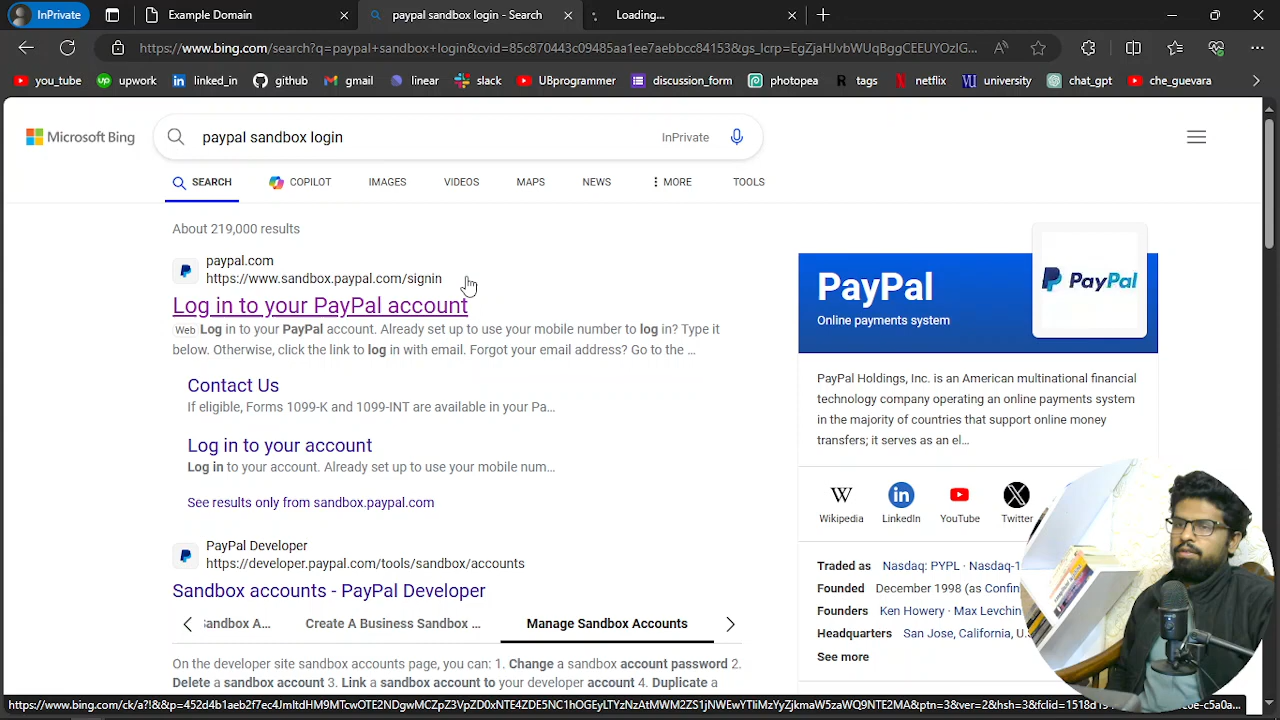 InPrivate
Example Domain
paypal sandbox login - Search
Loading...
https://www.bing.com/search?q=paypal+sandbox+login&cvid=85c870443c09485aa1ee7aebbcc84153&gs_lcrp=EgZjaHJvbWUqBggCEEUYOzIG...
you_tube
upwork
linked_in
github
gmail
linear
slack
UBprogrammer
discussion_form
photopea
tags
netflix
university
chat_gpt
che_guevara
Microsoft Bing
paypal sandbox login
InPrivate
SEARCH
COPILOT
IMAGES
VIDEOS
MAPS
NEWS
MORE
TOOLS
About 219,000 results
paypal.com
https://www.sandbox.paypal.com/signin
Log in to your PayPal account
Web Log in to your PayPal account. Already set up to use your mobile number to log in? Type it
below. Otherwise, click the link to log in with email. Forgot your email address? Go to the ...
Contact Us
If eligible, Forms 1099-K and 1099-INT are available in your Pa...
Log in to your account
Log in to your account. Already set up to use your mobile num...
See results only from sandbox.paypal.com
PayPal Developer
https://developer.paypal.com/tools/sandbox/accounts
Sandbox accounts - PayPal Developer
Sandbox A...
Create A Business Sandbox ...
Manage Sandbox Accounts
On the developer site sandbox accounts page, you can: 1. Change a sandbox account password 2.
Delete a sandbox account 3. Link a sandbox account to your developer account 4. Duplicate a
PayPal
Online payments system
PayPal
PayPal Holdings, Inc. is an American multinational financial
technology company operating an online payments system
in the majority of countries that support online money
transfers; it serves as an el...
Wikipedia
LinkedIn
YouTube
Twitter
Traded as Nasdaq: PYPL · Nasdaq-1
Founded December 1998 (as Confin
Founders Ken Howery · Max Levchin
Headquarters San Jose, California, U.S
See more